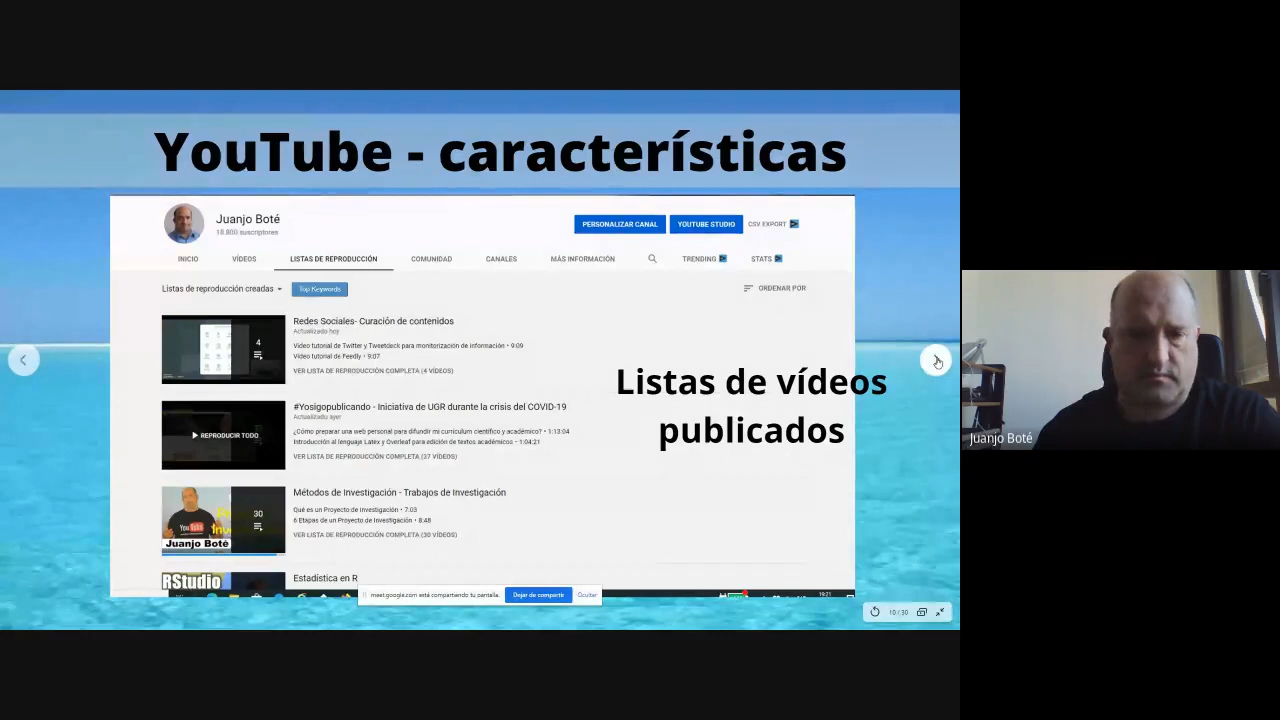 YouTube - características
Juanjo Boté
18.800 suscriptores
PERSONALIZAR CANAL
YOUTUBE STUDIO
CSV EXPORT
INICIO
VÍDEOS
LISTAS DE REPRODUCCIÓN
COMUNIDAD
CANALES
MÁS INFORMACIÓN
TRENDING
STATS
Listas de reproducción creadas
Top Keywords
ORDENAR POR
4
Redes Sociales- Curación de contenidos
Actualizado hoy
Video tutorial de Twitter y Tweetdeck para monitorización de información • 9:09
Video tutorial de Feedly • 9:07
VER LISTA DE REPRODUCCIÓN COMPLETA (4 VÍDEOS)
Listas de vídeos
publicados
REPRODUCIR TODO
#Yosigopublicando - Iniciativa de UGR durante la crisis del COVID-19
Actualizado ayer
¿Cómo preparar una web personal para difundir mi currículum científico y académico? • 1:13:04
Introducción al lenguaje Latex y Overleaf para edición de textos académicos • 1:04:21
VER LISTA DE REPRODUCCIÓN COMPLETA (37 VÍDEOS)
YouTube
Juanjo Boté
30
Métodos de Investigación - Trabajos de Investigación
Qué es un Proyecto de Investigación • 7:03
6 Etapas de un Proyecto de Investigación • 8:48
VER LISTA DE REPRODUCCIÓN COMPLETA (30 VÍDEOS)
RStudio
Estadística en R
meet.google.com está compartiendo tu pantalla.
Dejar de compartir
Ocultar
19:21
10 / 30
Juanjo Boté